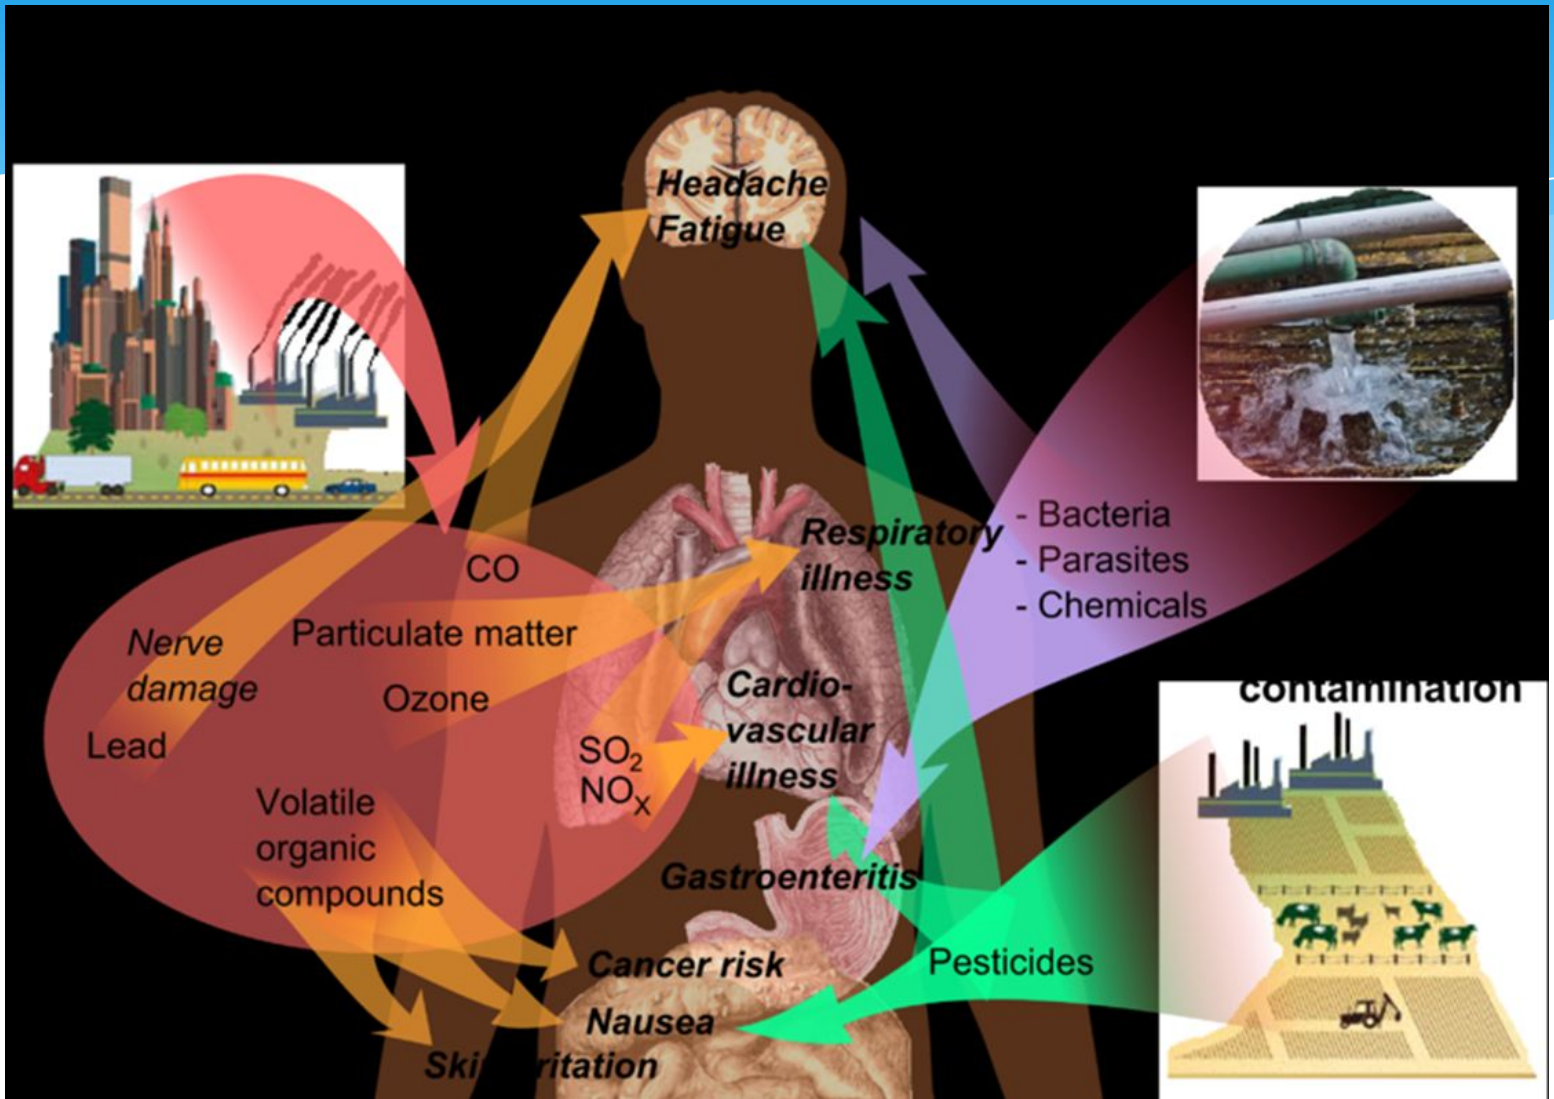 Headache
Fatigue
Respiratory
illness
- Bacteria
- Parasites
- Chemicals
CO
Particulate matter
Nerve
damage
Ozone
Lead
SO₂
NOₓ
Cardio-
vascular
illness
contamination
Volatile
organic
compounds
Gastroenteritis
Pesticides
Cancer risk
Nausea